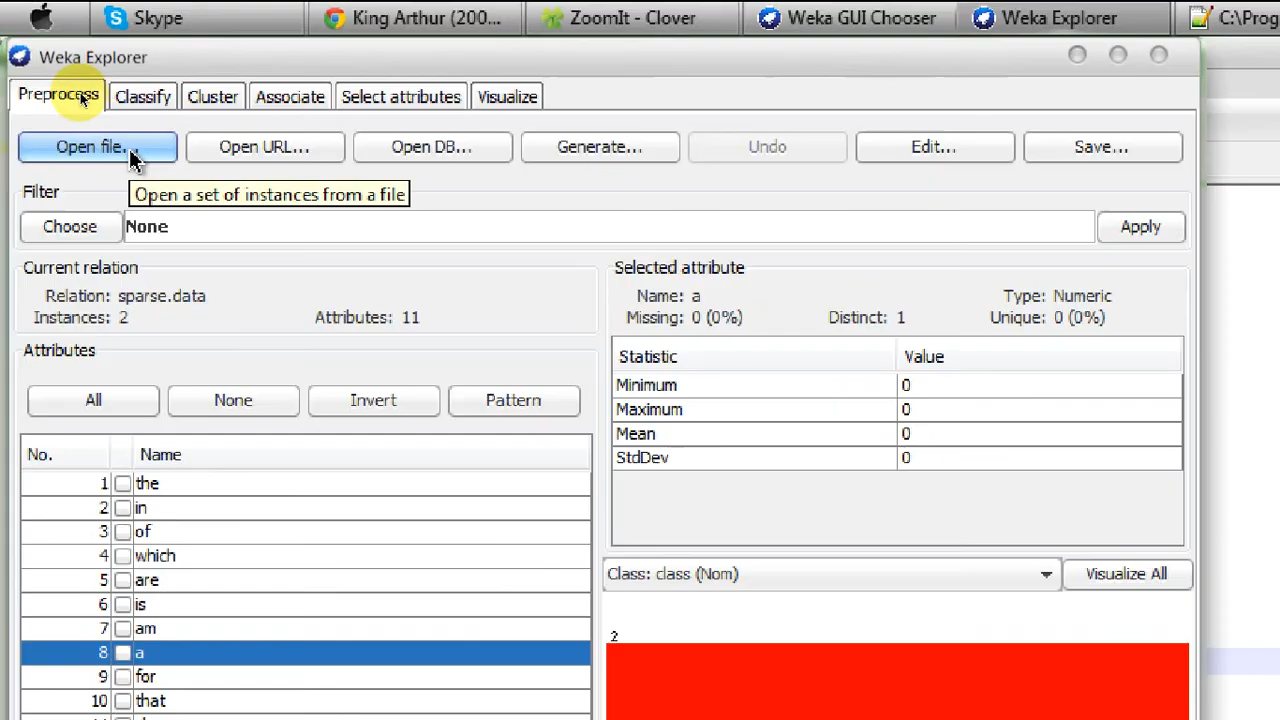 Skype King Arthur (200... ZoomIt - Clover Weka GUI Chooser Weka Explorer C:\Prog
Weka Explorer
Preprocess Classify Cluster Associate Select attributes Visualize
Open file... Open URL... Open DB... Generate... Undo Edit... Save...
Open a set of instances from a file
Filter
Choose None Apply
Current relation
Relation: sparse.data
Instances: 2 Attributes: 11
Selected attribute
Name: a Type: Numeric
Missing: 0 (0%) Distinct: 1 Unique: 0 (0%)
Attributes
All None Invert Pattern
Statistic Value
Minimum 0
Maximum 0
Mean 0
StdDev 0
No. Name
1 the
2 in
3 of
4 which
5 are
6 is
7 am
8 a
9 for
10 that
Class: class (Nom) Visualize All
2